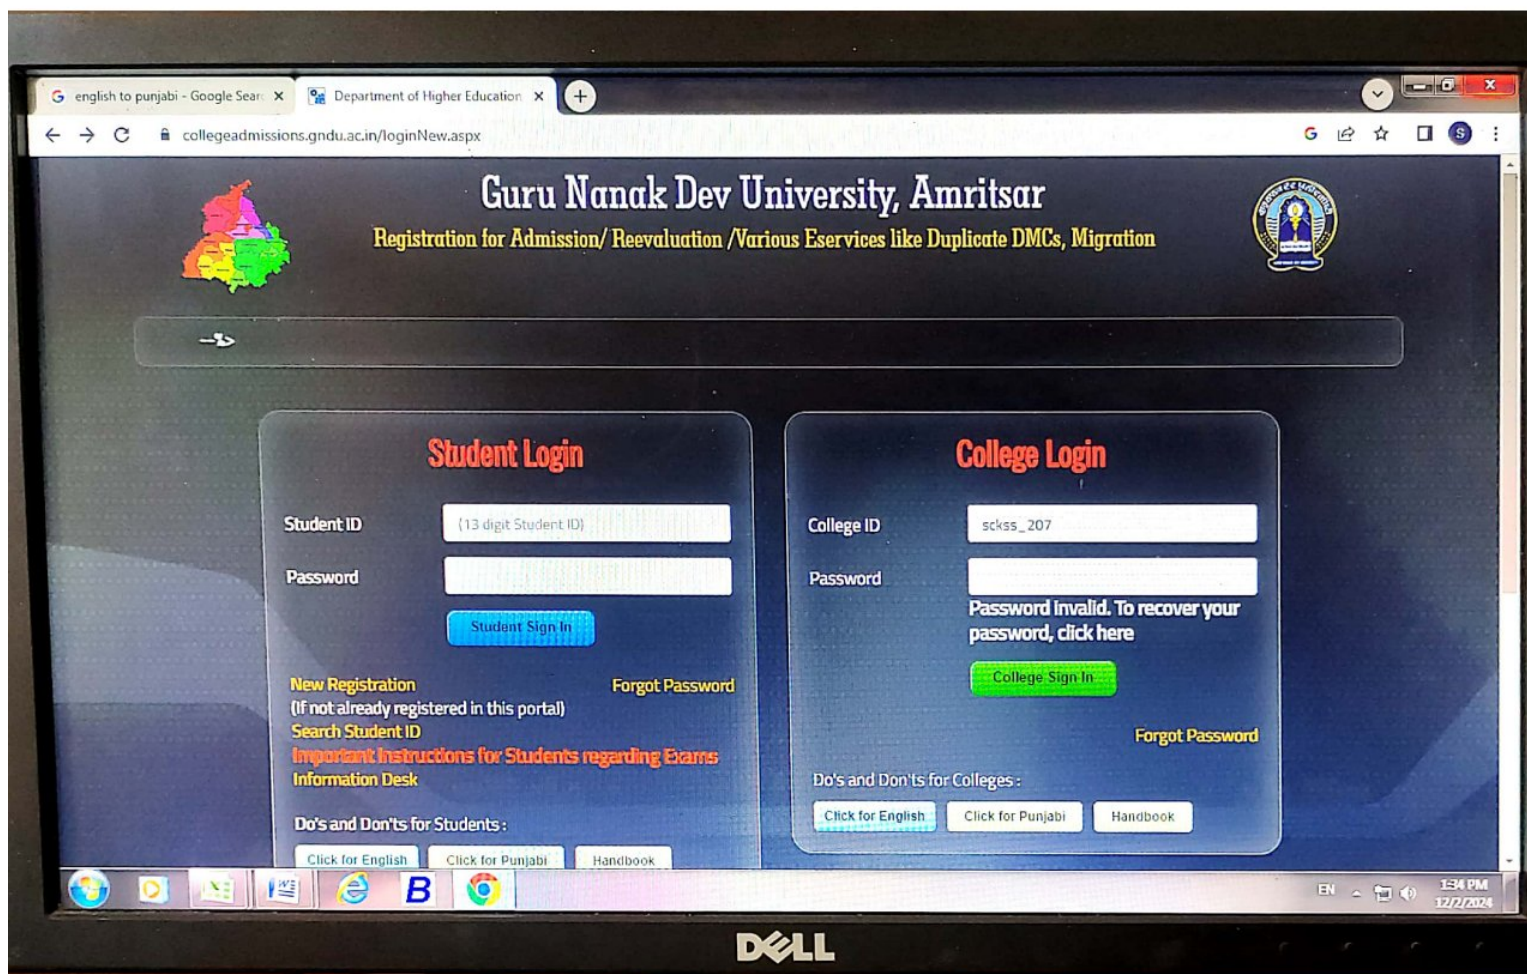 english to punjabi - Google Sear
Department of Higher Education
collegeadmissions.gndu.ac.in/loginNew.aspx
Guru Nanak Dev University, Amritsar
Registration for Admission/ Reevaluation /Various Eservices like Duplicate DMCs, Migration
Student Login
Student ID
(13 digit Student ID)
Password
Student Sign In
New Registration
Forgot Password
(If not already registered in this portal)
Search Student ID
Important Instructions for Students regarding Exams
Information Desk
Do's and Don'ts for Students :
Click for English
Click for Punjabi
Handbook
College Login
College ID
sckss_207
Password
Password Invalid. To recover your
password, click here
College Sign In
Forgot Password
Do's and Don'ts for Colleges :
Click for English
Click for Punjabi
Handbook
EN
1:34 PM
12/2/2024
DELL